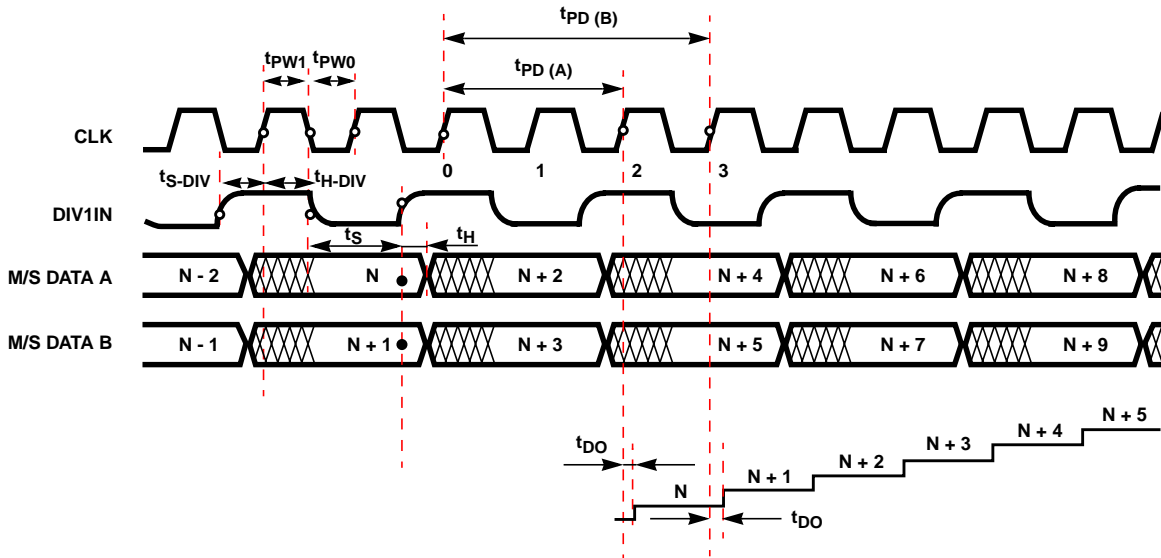 tPD (B)
tPW1 tPW0
tPD (A)
CLK
0 1 2 3
tS-DIV tH-DIV
DIV1IN
tS tH
M/S DATA A N - 2 N N + 2 N + 4 N + 6 N + 8
M/S DATA B N - 1 N + 1 N + 3 N + 5 N + 7 N + 9
N + 5
N + 4
tDO N + 3
N + 2
N + 1
N
tDO